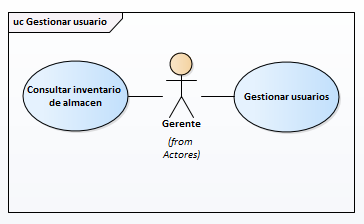 uc Gestionar usuario
Consultar inventario
de almacen
Gestionar usuarios
Gerente
(from
Actores)